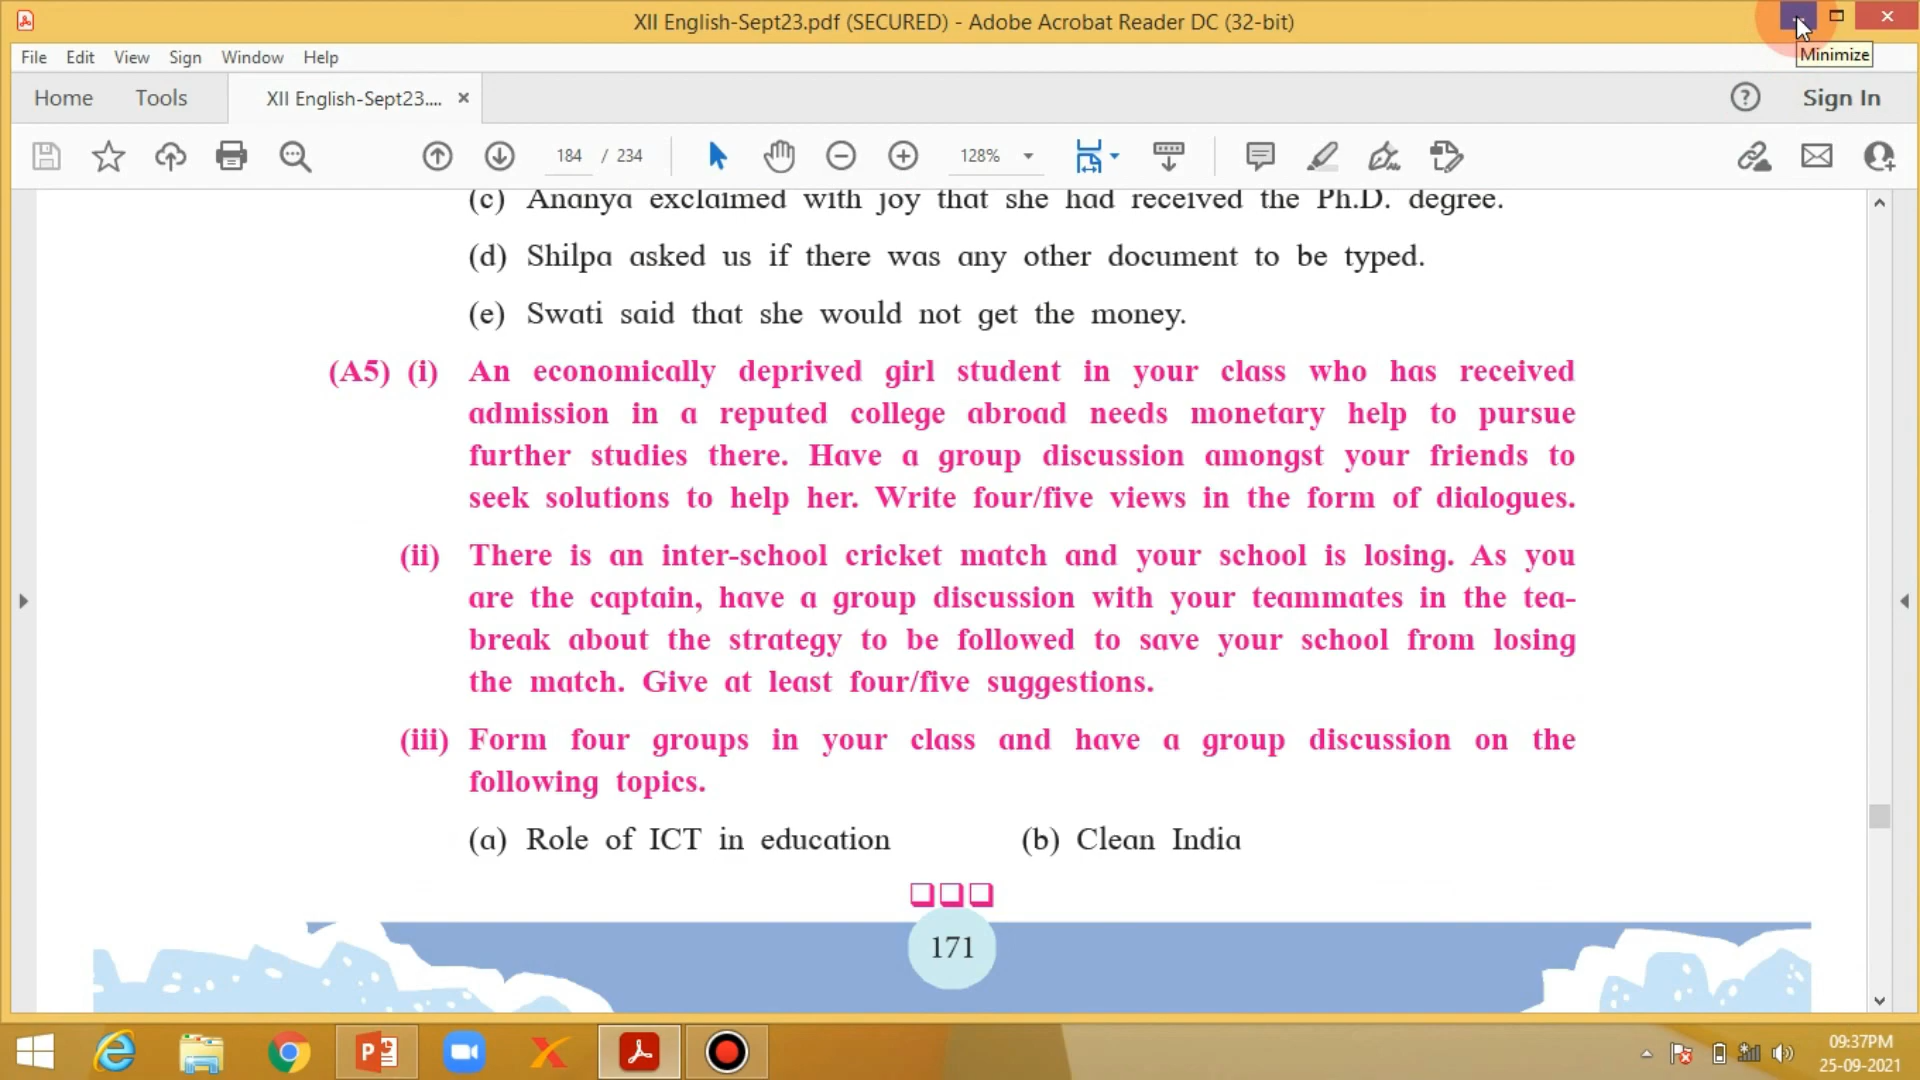 XII English-Sept23.pdf (SECURED) - Adobe Acrobat Reader DC (32-bit)
Minimize
File Edit View Sign Window Help
Home Tools XII English-Sept23.... Sign In
184 / 234 128%
(c) Ananya exclaimed with joy that she had received the Ph.D. degree.
(d) Shilpa asked us if there was any other document to be typed.
(e) Swati said that she would not get the money.
(A5) (i) An economically deprived girl student in your class who has received
admission in a reputed college abroad needs monetary help to pursue
further studies there. Have a group discussion amongst your friends to
seek solutions to help her. Write four/five views in the form of dialogues.
(ii) There is an inter-school cricket match and your school is losing. As you
are the captain, have a group discussion with your teammates in the tea-
break about the strategy to be followed to save your school from losing
the match. Give at least four/five suggestions.
(iii) Form four groups in your class and have a group discussion on the
following topics.
(a) Role of ICT in education (b) Clean India
171
09:37PM
25-09-2021